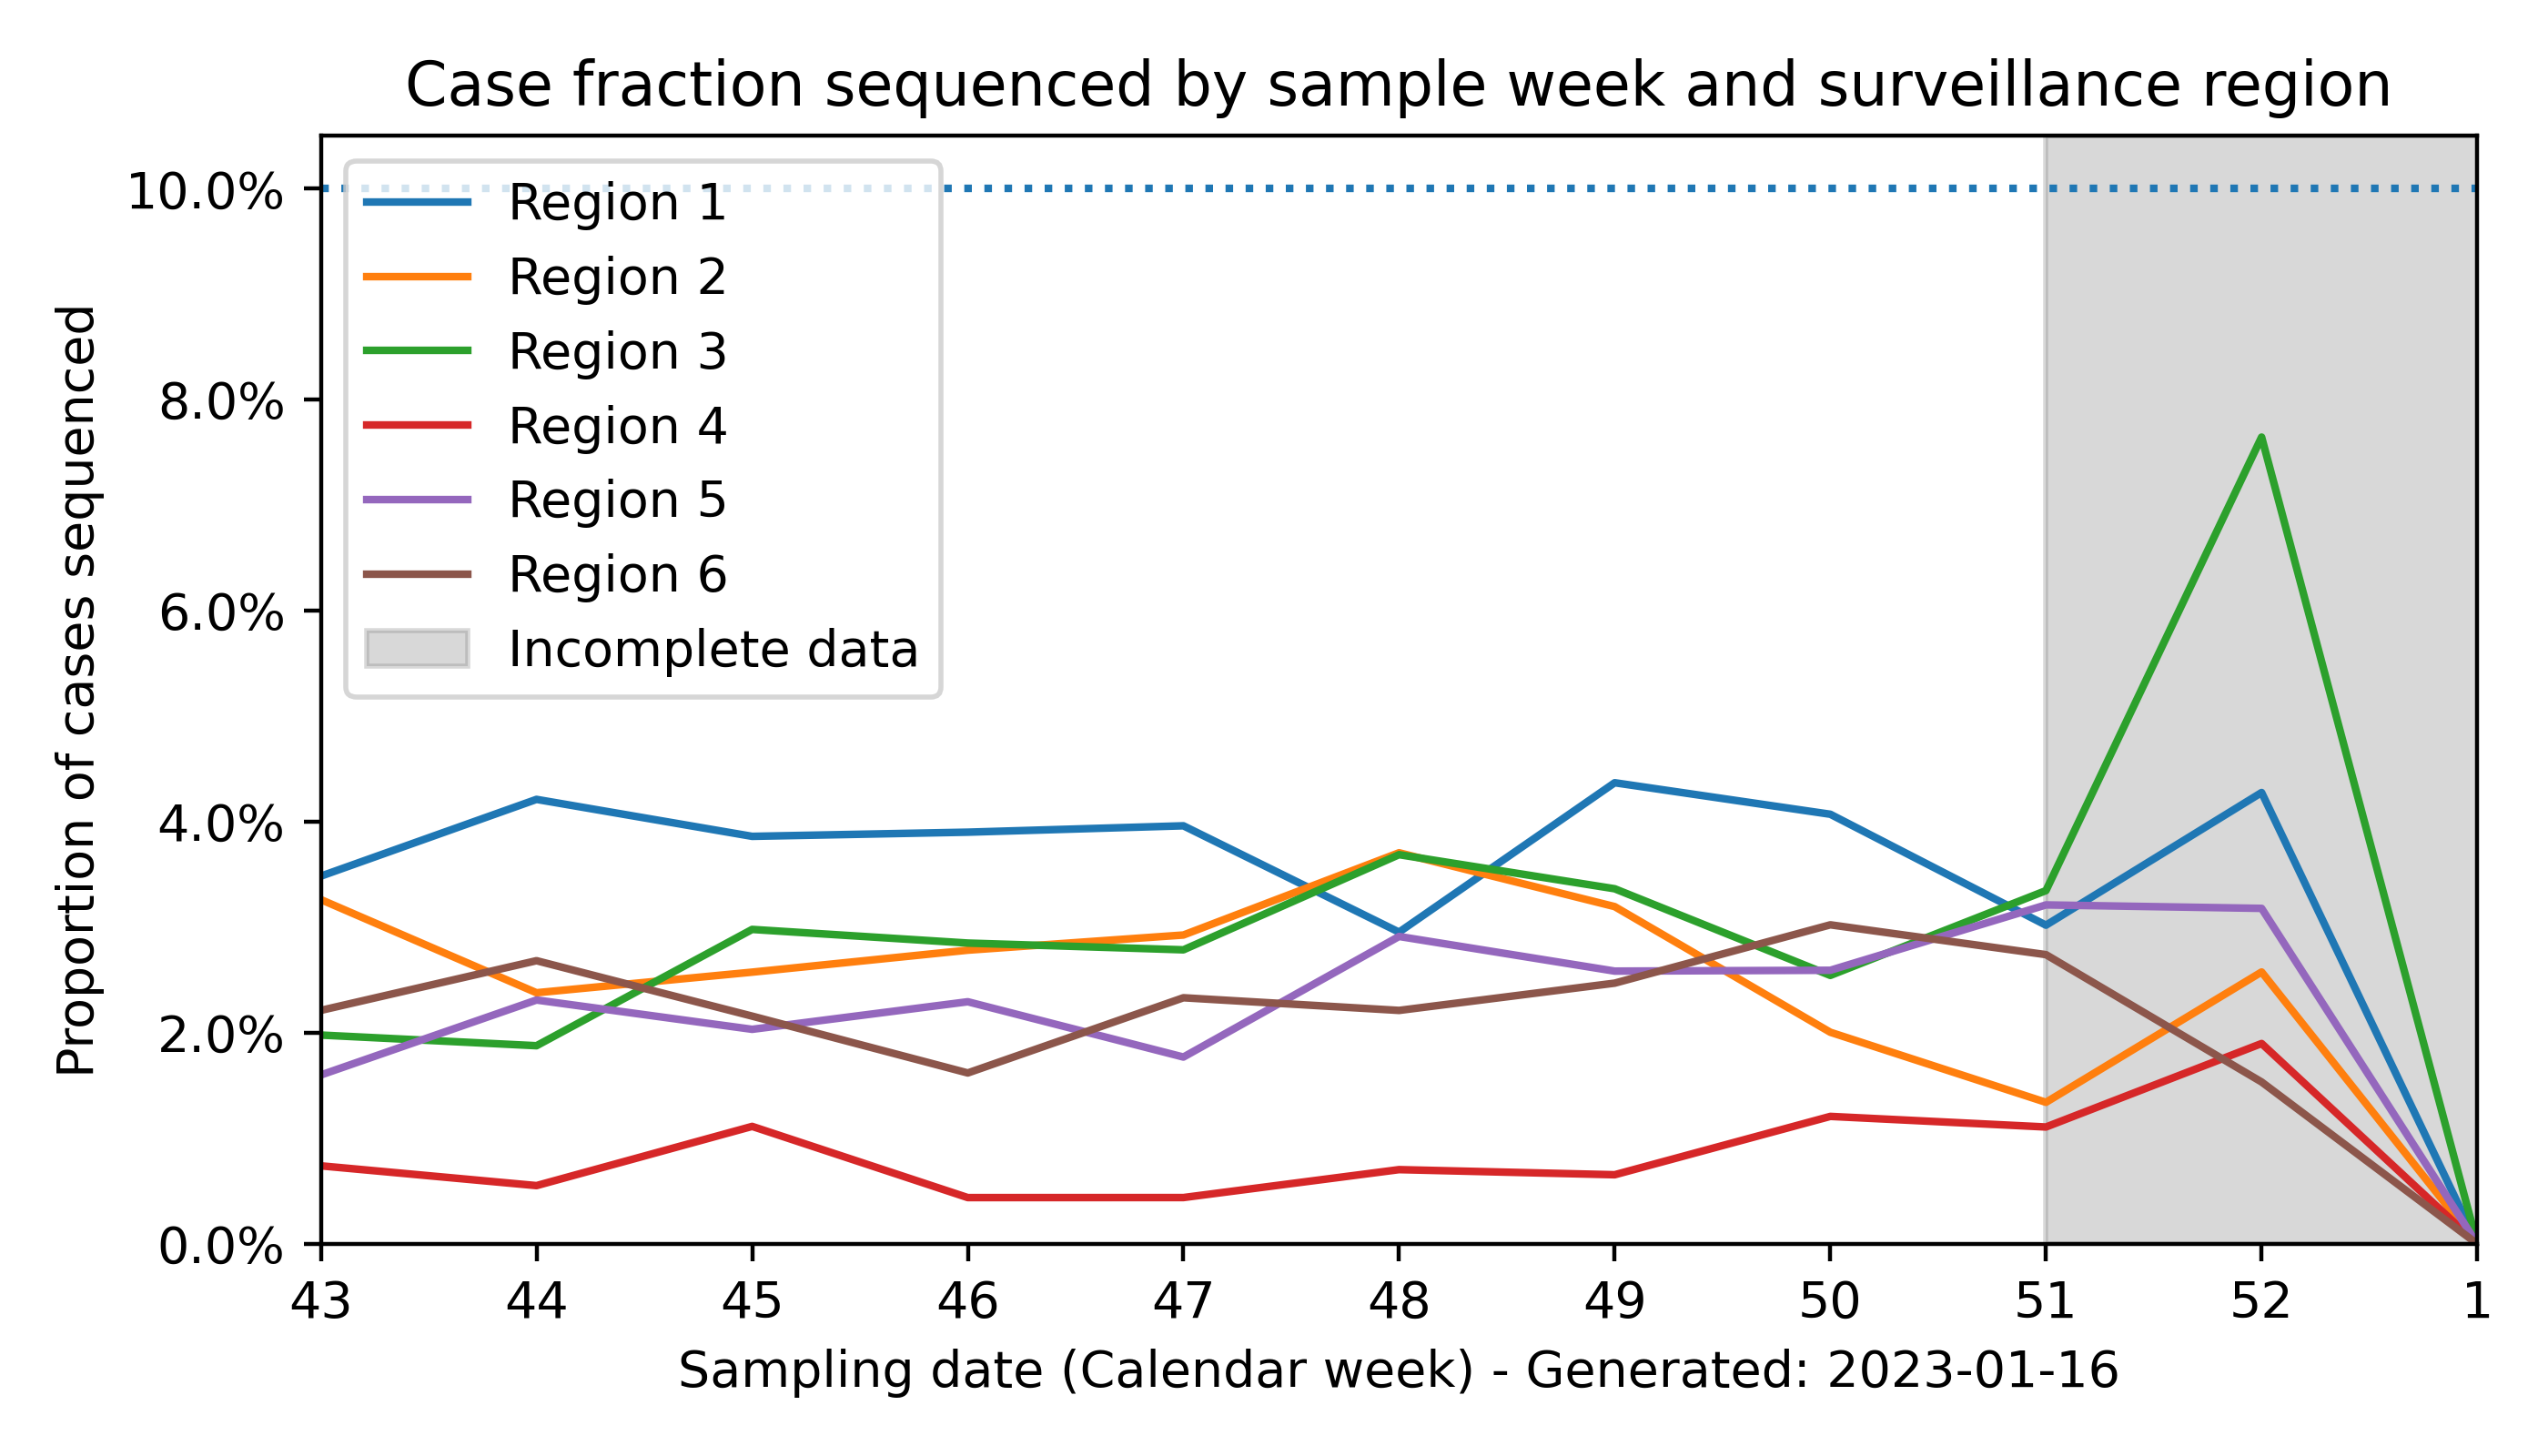 Case fraction sequenced by sample week and surveillance region
Proportion of cases sequenced
10.0%
8.0%
6.0%
4.0%
2.0%
0.0%
Region 1
Region 2
Region 3
Region 4
Region 5
Region 6
Incomplete data
43 44 45 46 47 48 49 50 51 52 1
Sampling date (Calendar week) - Generated: 2023-01-16